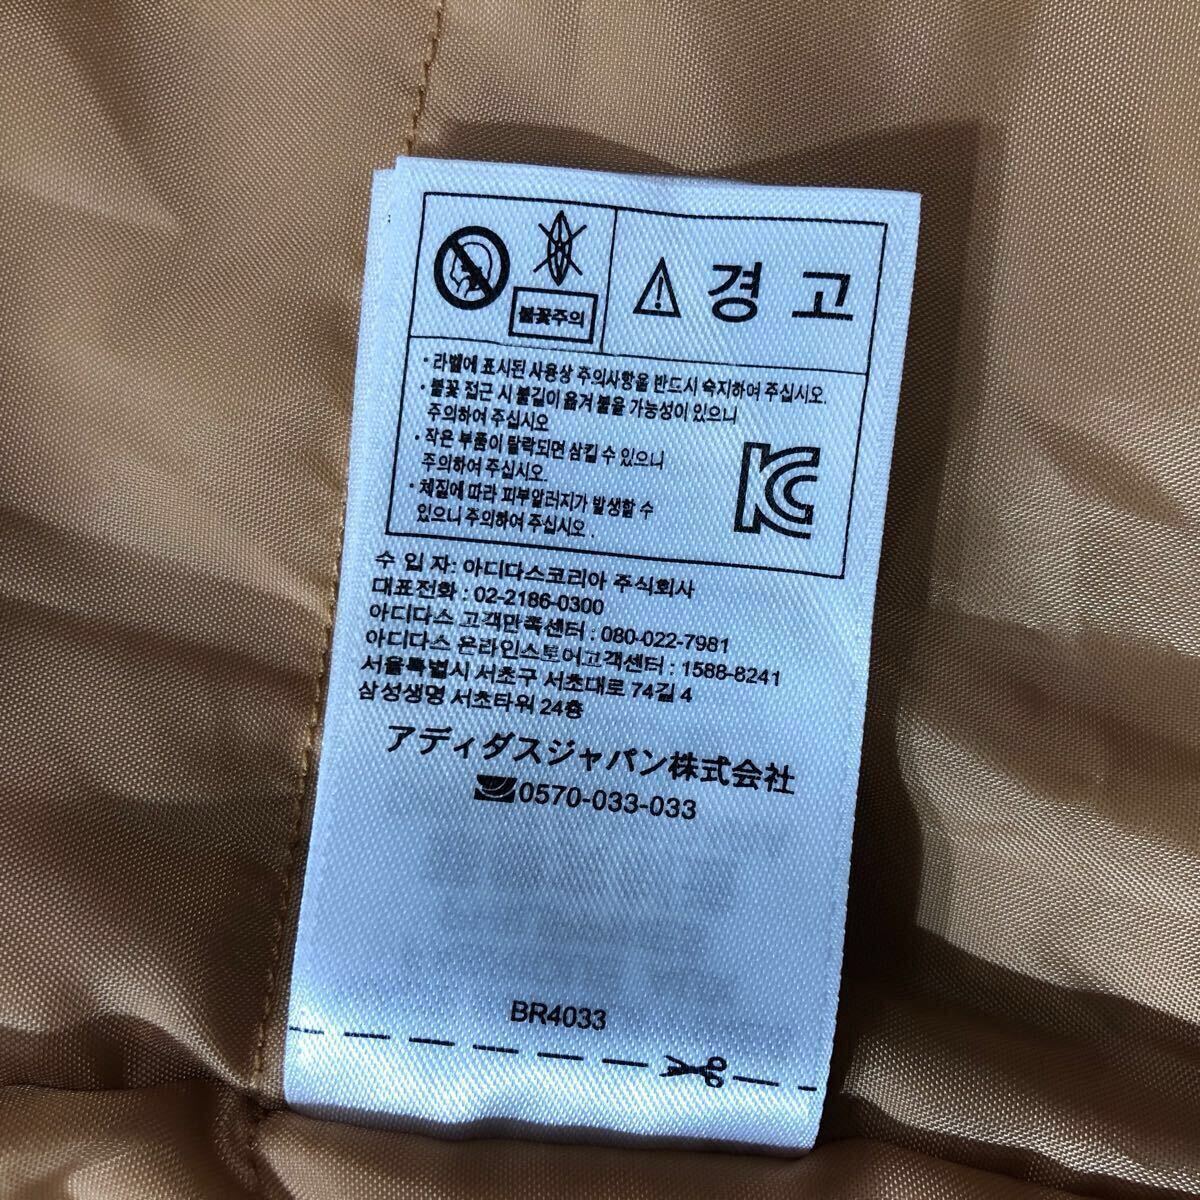 불꽃주의
경고
· 라벨에 표시된 사용상 주의사항을 반드시 숙지하여 주십시오.
· 불꽃 접근 시 불길이 옮겨 붙을 가능성이 있으니
주의하여 주십시오
· 작은 부품이 탈락되면 삼킬 수 있으니
주의하여 주십시오.
· 체질에 따라 피부알러지가 발생할 수
있으니 주의하여 주십시오 .
KC
수 입 자: 아디다스코리아 주식회사
대표전화 : 02-2186-0300
아디다스 고객만족센터 : 080-022-7981
아디다스 온라인스토어고객센터 : 1588-8241
서울특별시 서초구 서초대로 74길 4
삼성생명 서초타워 24층
アディダスジャパン株式会社
0570-033-033
BR4033